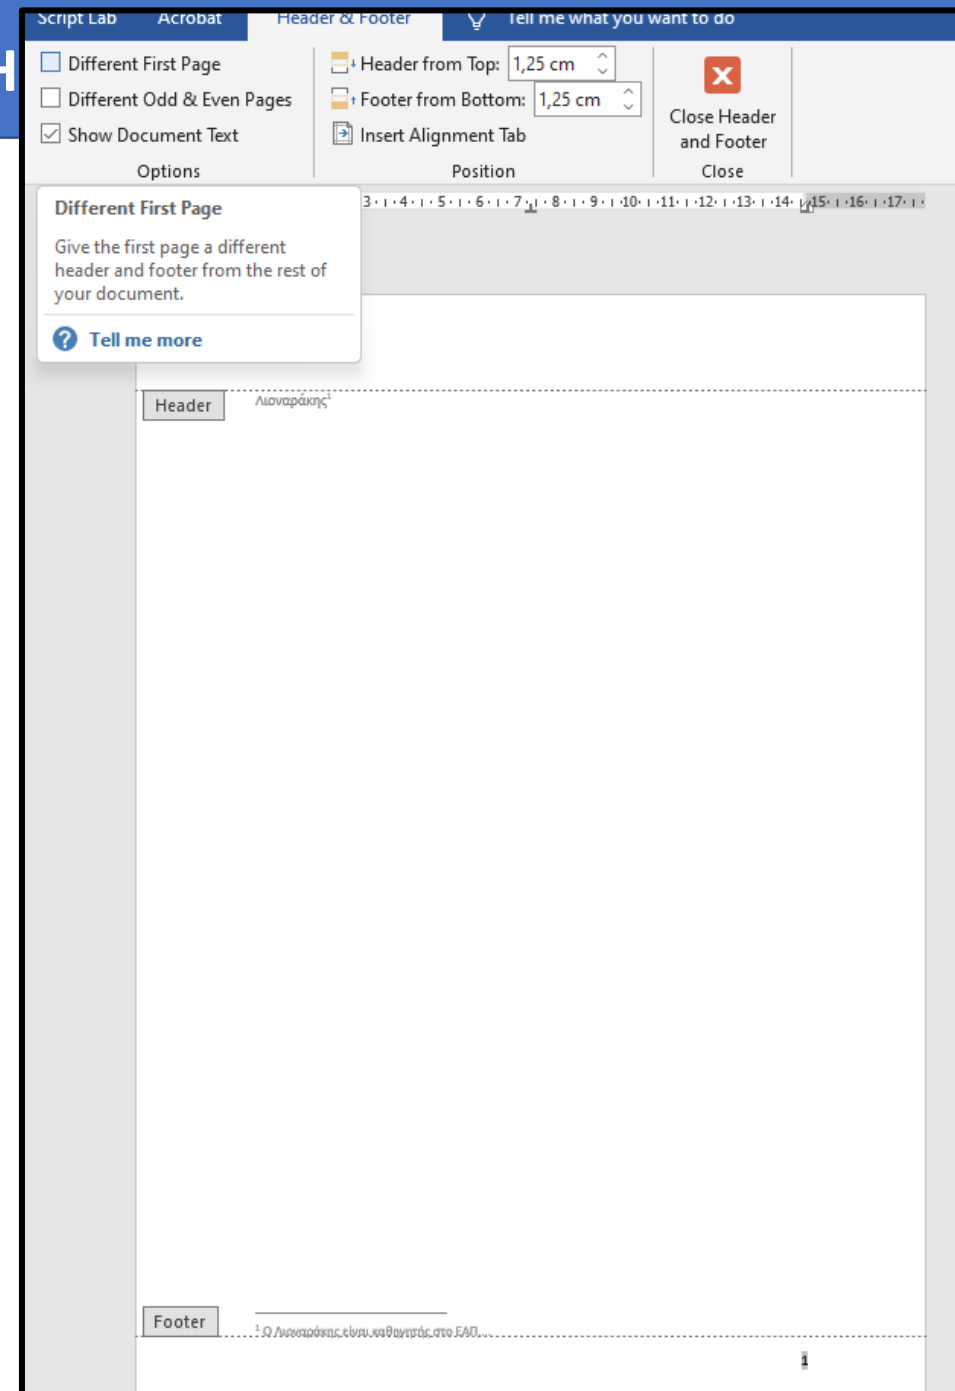 H
Script Lab Acrobat Header & Footer Tell me what you want to do
Different First Page
Different Odd & Even Pages
Show Document Text
Options
Header from Top: 1,25 cm
Footer from Bottom: 1,25 cm
Insert Alignment Tab
Position
Close Header
and Footer
Close
3 4 5 6 7 8 9 10 11 12 13 14 15 16 17
Different First Page
Give the first page a different
header and footer from the rest of
your document.
? Tell me more
Header
Λιοναράκης1
Footer
1 Ο Λιοναράκης είναι καθηγητής στο ΕΑΠ...
1